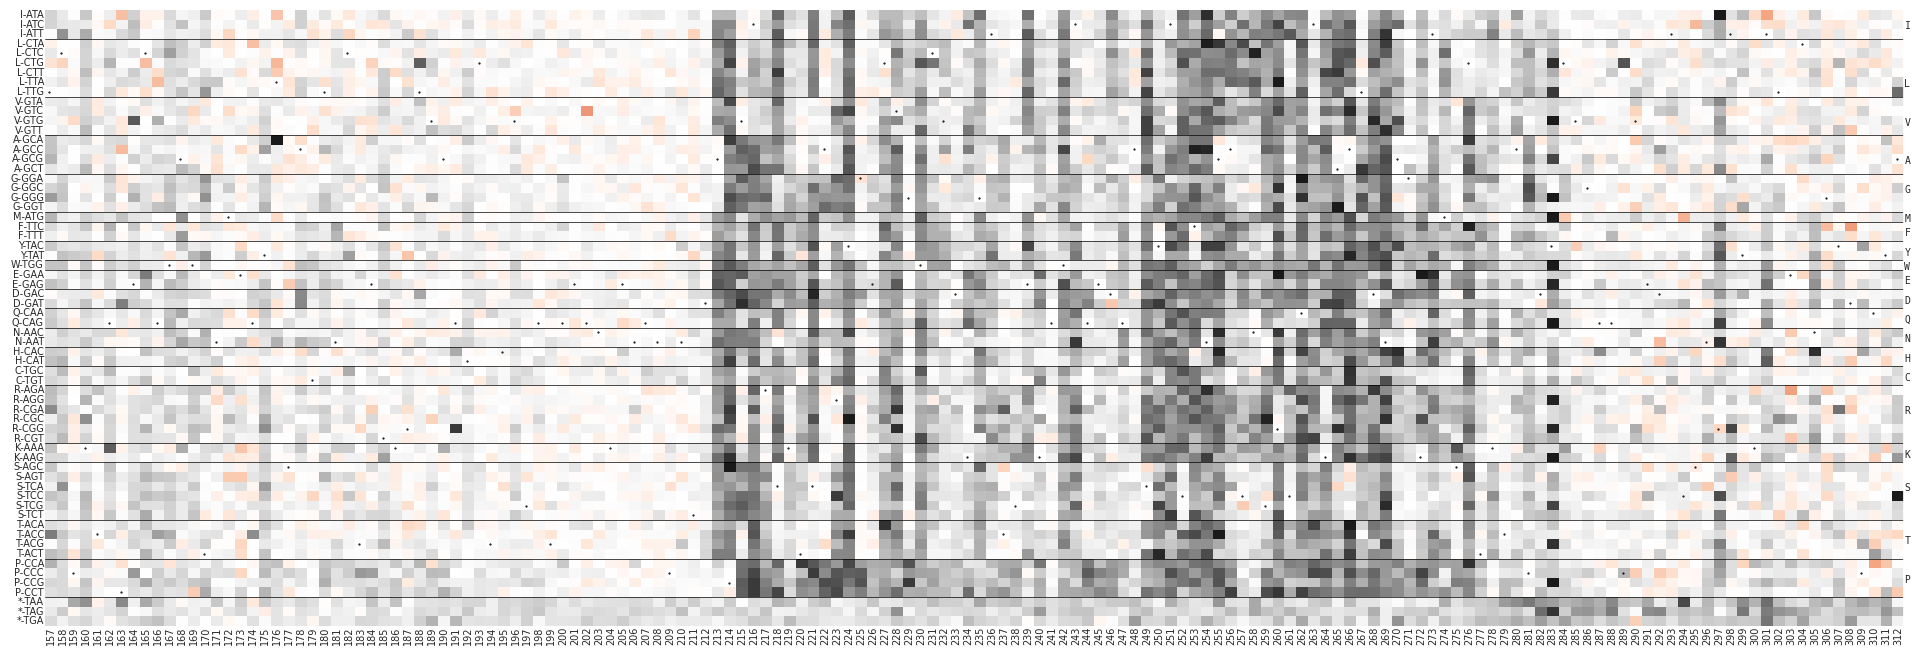 I-ATA
I-ATC
I-ATT
L-CTA
L-CTC
L-CTG
L-CTT
L-TTA
L-TTG
V-GTA
V-GTC
V-GTG
V-GTT
A-GCA
A-GCC
A-GCG
A-GCT
G-GGA
G-GGC
G-GGG
G-GGT
M-ATG
F-TTC
F-TTT
Y-TAC
Y-TAT
W-TGG
E-GAA
E-GAG
D-GAC
D-GAT
Q-CAA
Q-CAG
N-AAC
N-AAT
H-CAC
H-CAT
C-TGC
C-TGT
R-AGA
R-AGG
R-CGA
R-CGC
R-CGG
R-CGT
K-AAA
K-AAG
S-AGC
S-AGT
S-TCA
S-TCC
S-TCG
S-TCT
T-ACA
T-ACC
T-ACG
T-ACT
P-CCA
P-CCC
P-CCG
P-CCT
*-TAA
*-TAG
*-TGA
I
L
V
A
G
M
F
Y
W
E
D
Q
N
H
C
R
K
S
T
P
157 158 159 160 161 162 163 164 165 166 167 168 169 170 171 172 173 174 175 176 177 178 179 180 181 182 183 184 185 186 187 188 189 190 191 192 193 194 195 196 197 198 199 200 201 202 203 204 205 206 207 208 209 210 211 212 213 214 215 216 217 218 219 220 221 222 223 224 225 226 227 228 229 230 231 232 233 234 235 236 237 238 239 240 241 242 243 244 245 246 247 248 249 250 251 252 253 254 255 256 257 258 259 260 261 262 263 264 265 266 267 268 269 270 271 272 273 274 275 276 277 278 279 280 281 282 283 284 285 286 287 288 289 290 291 292 293 294 295 296 297 298 299 300 301 302 303 304 305 306 307 308 309 310 311 312